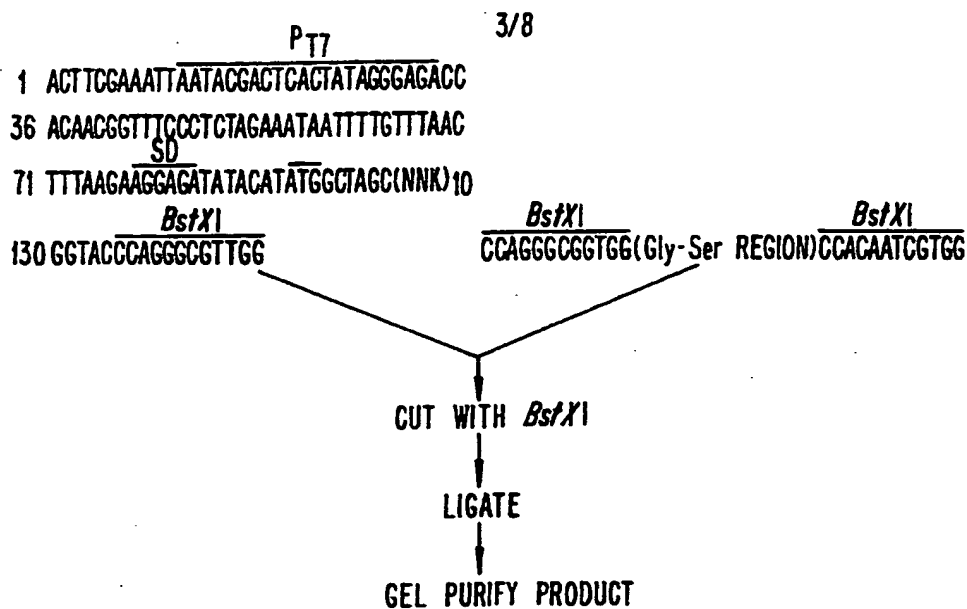 3/8
PT7
1 ACTTCGAAATTAATACGACTCACTATAGGGAGACC
36 ACAACGGTTTCCCTCTAGAAATAATTTTGTTTAAC
SD
71 TTTAAGAAGGAGATATACATATGGCTAGC(NNK)10
BstXI BstXI BstXI
130 GGTACCCAGGGCGTTGG CCAGGGCGGTGG(Gly-Ser REGION)CCACAATCGTGG
CUT WITH BstXI
LIGATE
GEL PURIFY PRODUCT